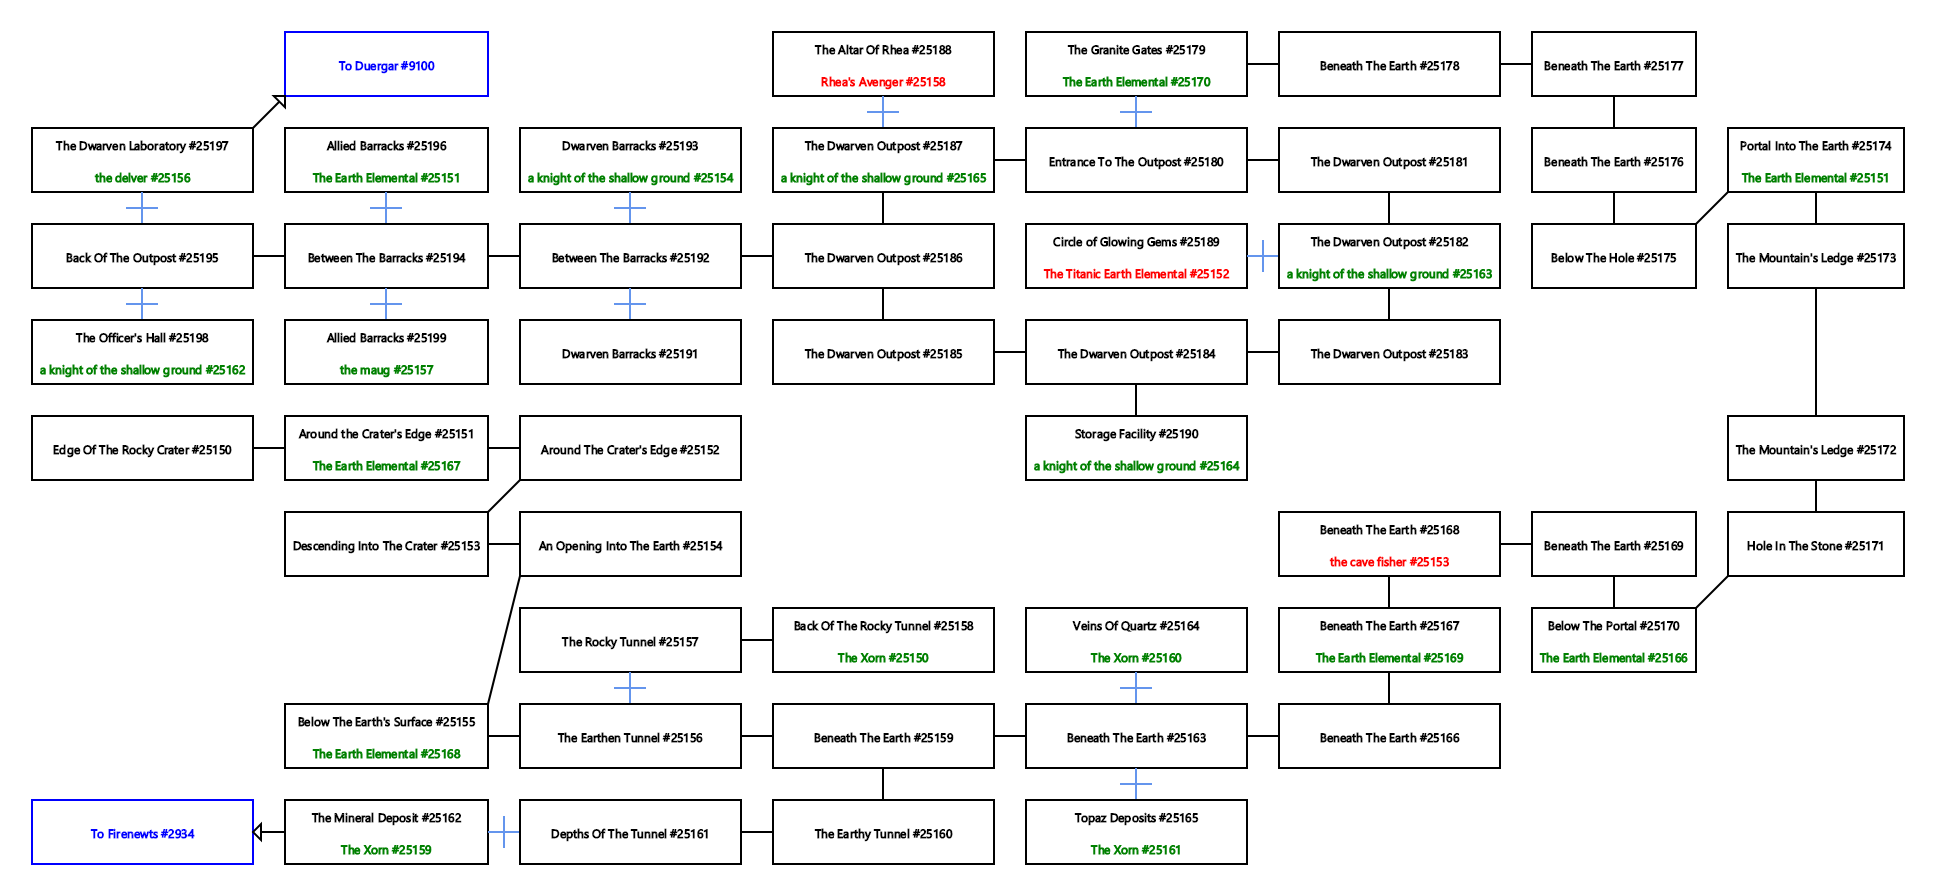 To Duergar #9100
The Altar Of Rhea #25188
Rhea's Avenger #25158
The Granite Gates #25179
The Earth Elemental #25170
Beneath The Earth #25178
Beneath The Earth #25177
The Dwarven Laboratory #25197
the delver #25156
Allied Barracks #25196
The Earth Elemental #25151
Dwarven Barracks #25193
a knight of the shallow ground #25154
The Dwarven Outpost #25187
a knight of the shallow ground #25165
Entrance To The Outpost #25180
The Dwarven Outpost #25181
Beneath The Earth #25176
Portal Into The Earth #25174
The Earth Elemental #25151
Back Of The Outpost #25195
Between The Barracks #25194
Between The Barracks #25192
The Dwarven Outpost #25186
Circle of Glowing Gems #25189
The Titanic Earth Elemental #25152
The Dwarven Outpost #25182
a knight of the shallow ground #25163
Below The Hole #25175
The Mountain's Ledge #25173
The Officer's Hall #25198
a knight of the shallow ground #25162
Allied Barracks #25199
the maug #25157
Dwarven Barracks #25191
The Dwarven Outpost #25185
The Dwarven Outpost #25184
The Dwarven Outpost #25183
Edge Of The Rocky Crater #25150
Around the Crater's Edge #25151
The Earth Elemental #25167
Around The Crater's Edge #25152
Storage Facility #25190
a knight of the shallow ground #25164
The Mountain's Ledge #25172
Descending Into The Crater #25153
An Opening Into The Earth #25154
Beneath The Earth #25168
the cave fisher #25153
Beneath The Earth #25169
Hole In The Stone #25171
The Rocky Tunnel #25157
Back Of The Rocky Tunnel #25158
The Xorn #25150
Veins Of Quartz #25164
The Xorn #25160
Beneath The Earth #25167
The Earth Elemental #25169
Below The Portal #25170
The Earth Elemental #25166
Below The Earth's Surface #25155
The Earth Elemental #25168
The Earthen Tunnel #25156
Beneath The Earth #25159
Beneath The Earth #25163
Beneath The Earth #25166
To Firenewts #2934
The Mineral Deposit #25162
The Xorn #25159
Depths Of The Tunnel #25161
The Earthy Tunnel #25160
Topaz Deposits #25165
The Xorn #25161